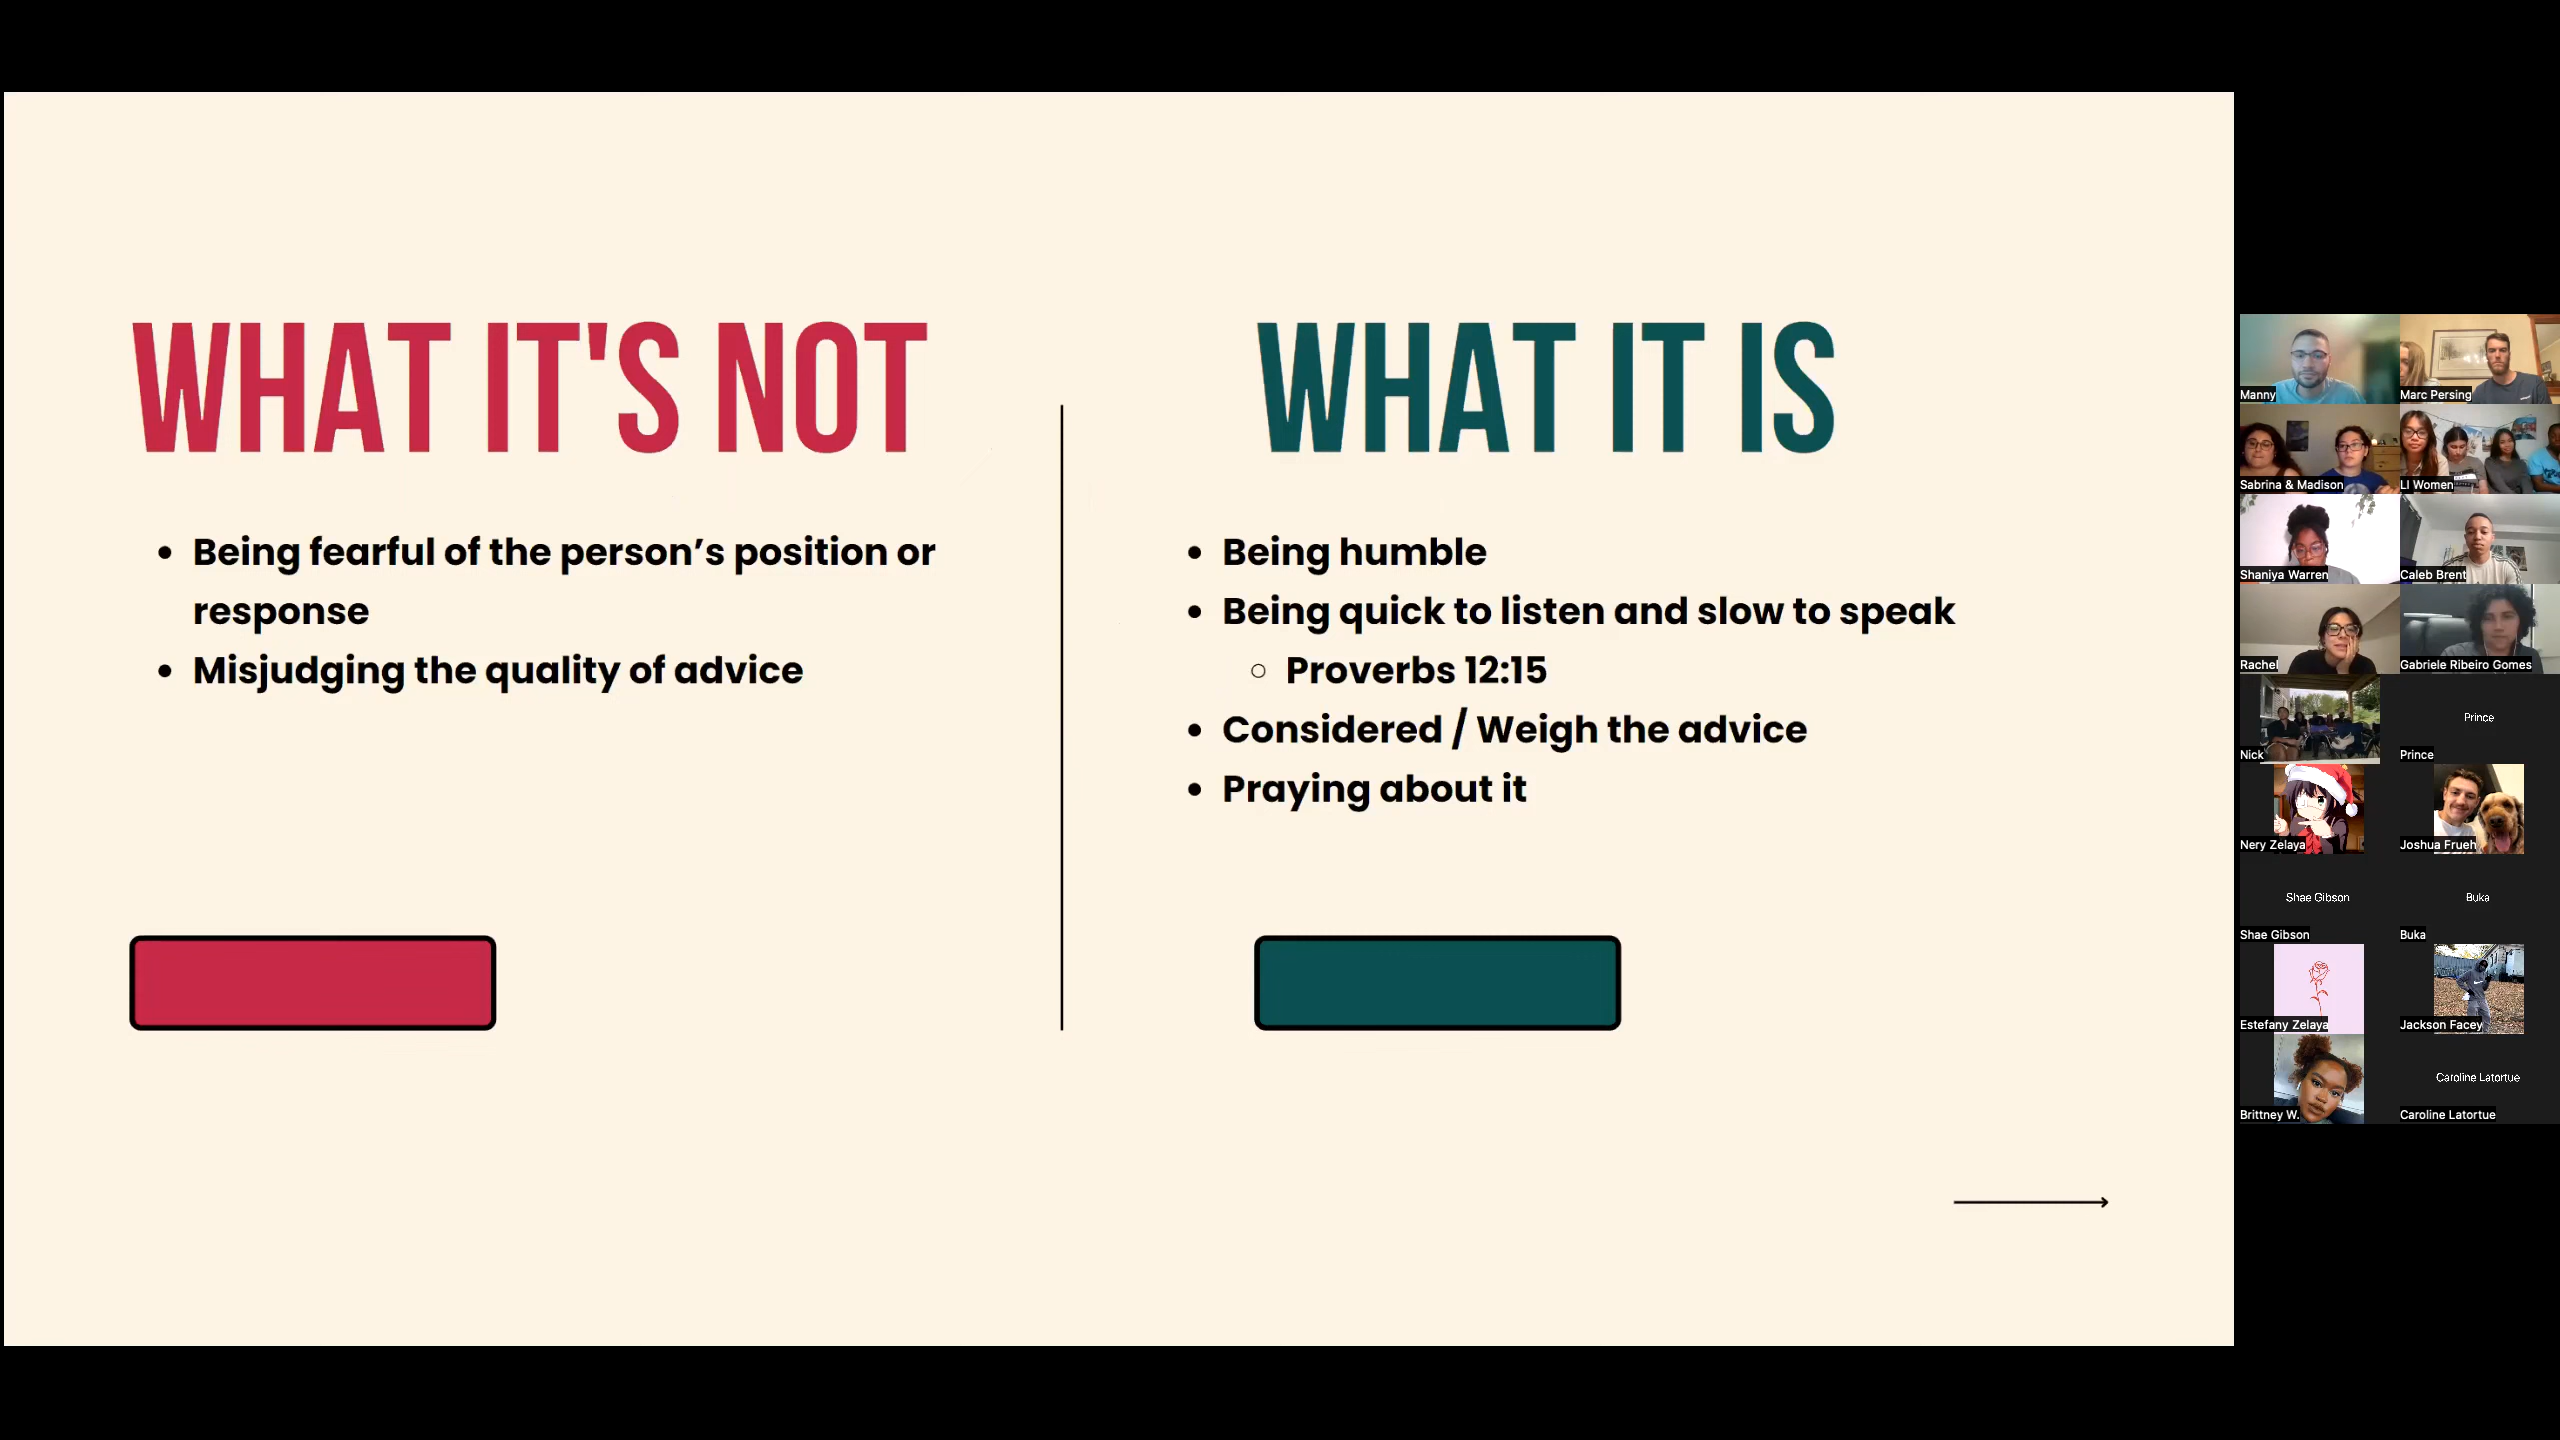 WHAT IT'S NOT
• Being fearful of the person’s position or
response
• Misjudging the quality of advice
WHAT IT IS
• Being humble
• Being quick to listen and slow to speak
○ Proverbs 12:15
• Considered / Weigh the advice
• Praying about it
Manny
Marc Persing
Sabrina & Madison
LI Women
Shaniya Warren
Caleb Brent
Rachel
Gabriele Ribeiro Gomes
Nick
Prince
Prince
Nery Zelaya
Joshua Frueh
Shae Gibson
Shae Gibson
Buka
Buka
Estefany Zelaya
Jackson Facey
Brittney W.
Caroline Latortue
Caroline Latortue